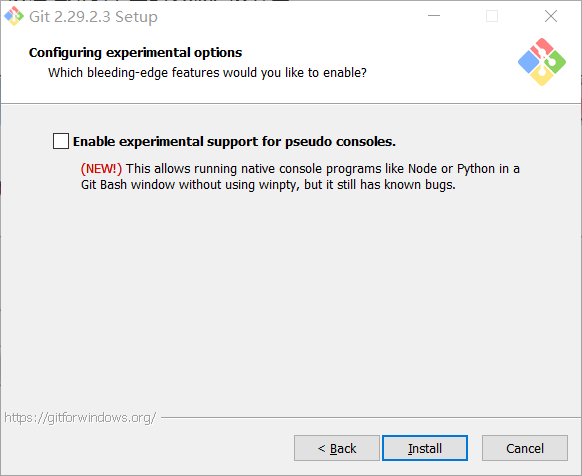 Git 2.29.2.3 Setup
Configuring experimental options
Which bleeding-edge features would you like to enable?
Enable experimental support for pseudo consoles.
(NEW!) This allows running native console programs like Node or Python in a
Git Bash window without using winpty, but it still has known bugs.
https://gitforwindows.org/
< Back
Install
Cancel